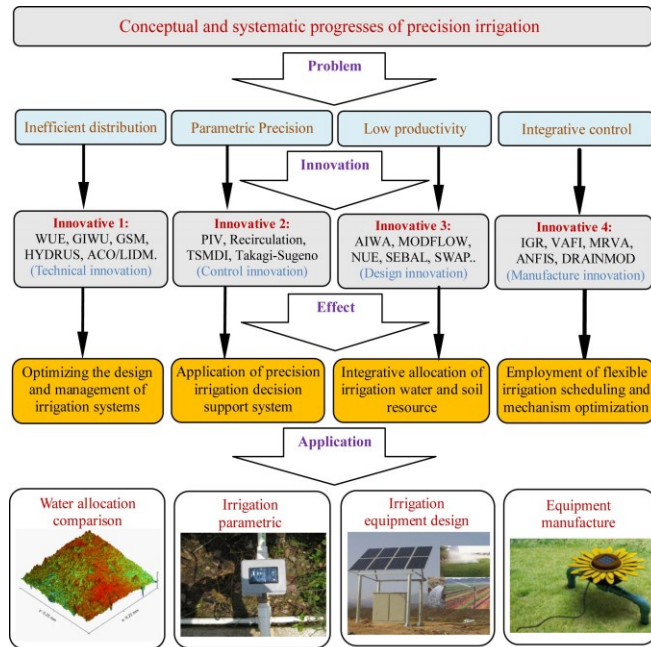 Conceptual and systematic progresses of precision irrigation
Problem
Inefficient distribution
Parametric Precision
Low productivity
Integrative control
Innovation
Innovative 1:
WUE, GIWU, GSM,
HYDRUS, ACO/LIDM.
(Technical innovation)
Innovative 2:
PIV, Recirculation,
TSMDI, Takagi-Sugeno
(Control innovation)
Innovative 3:
AIWA, MODFLOW,
NUE, SEBAL, SWAP..
(Design innovation)
Innovative 4:
IGR, VAFI, MRVA,
ANFIS, DRAINMOD
(Manufacture innovation)
Effect
Optimizing the design
and management of
irrigation systems
Application of precision
irrigation decision
support system
Integrative allocation of
irrigation water and soil
resource
Employment of flexible
irrigation scheduling and
mechanism optimization
Application
Water allocation
comparison
Irrigation
parametric
Irrigation
equipment design
Equipment
manufacture